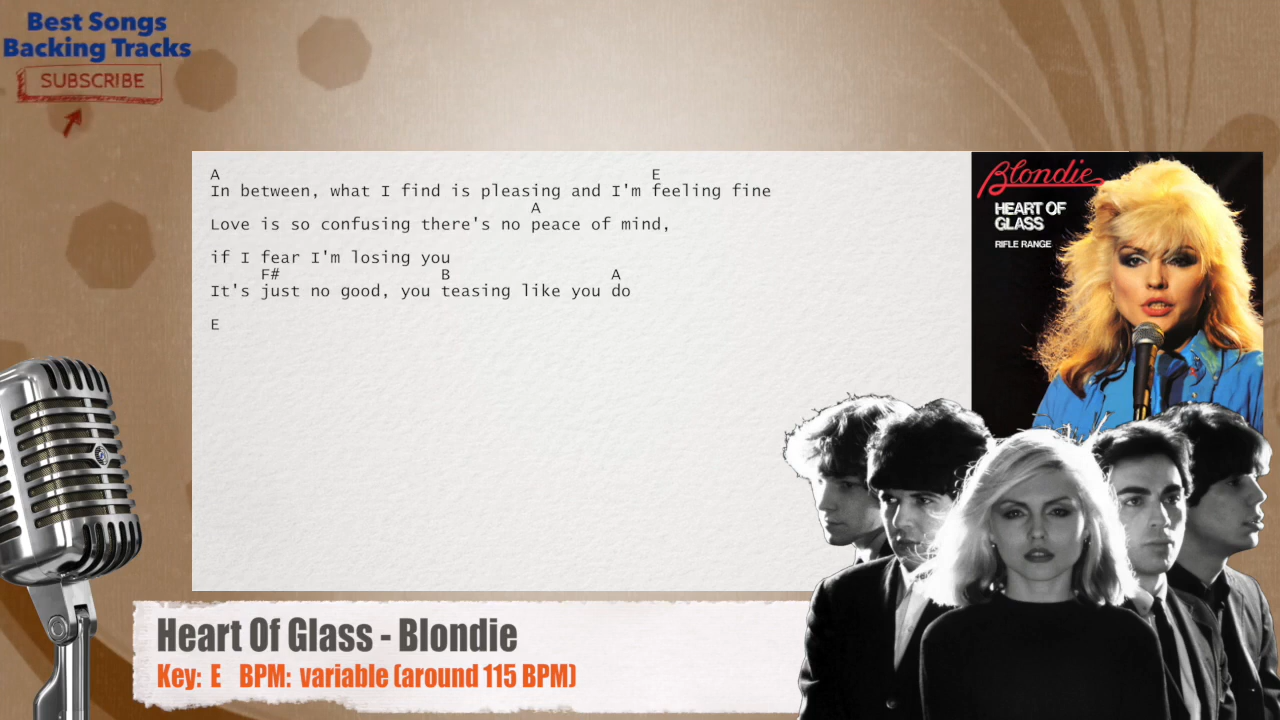 Best Songs
Backing Tracks
SUBSCRIBE
A E
In between, what I find is pleasing and I'm feeling fine
A
Love is so confusing there's no peace of mind,
if I fear I'm losing you
F# B A
It's just no good, you teasing like you do
E
Blondie
HEART OF
GLASS
RIFLE RANGE
Heart Of Glass - Blondie
Key: E BPM: variable (around 115 BPM)